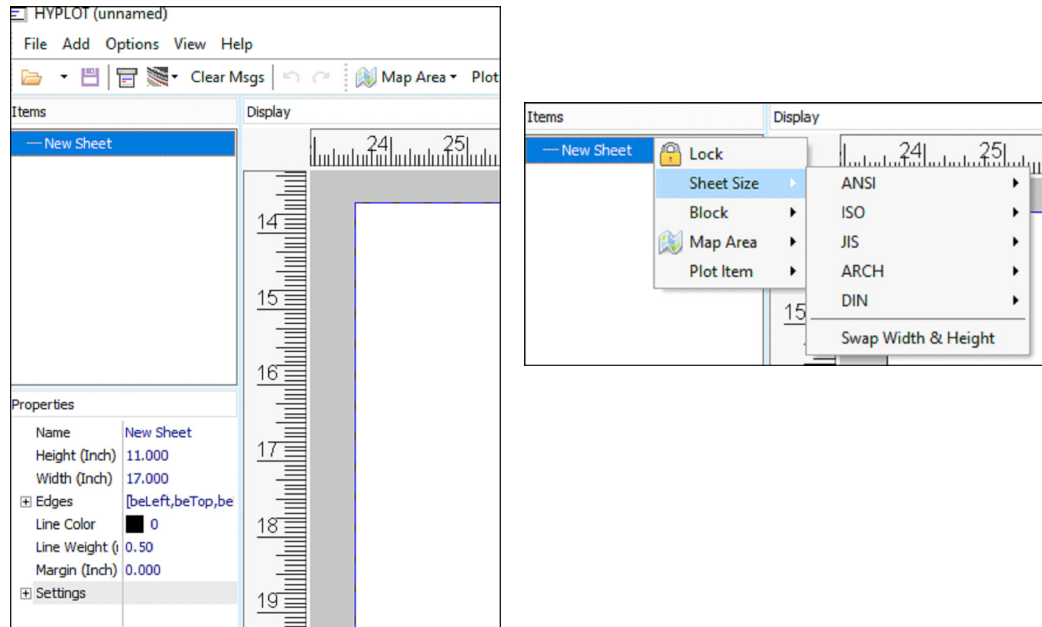 HYPLOT (unnamed)
File Add Options View Help
Clear Msgs Map Area Plot
Items Display
New Sheet
24 25
14
15
16
17
18
19
Properties
Name New Sheet
Height (Inch) 11.000
Width (Inch) 17.000
Edges [beLeft,beTop,be
Line Color 0
Line Weight (i 0.50
Margin (Inch) 0.000
Settings
Items Display
New Sheet
24 25
15
Lock
Sheet Size
Block
Map Area
Plot Item
ANSI
ISO
JIS
ARCH
DIN
Swap Width & Height